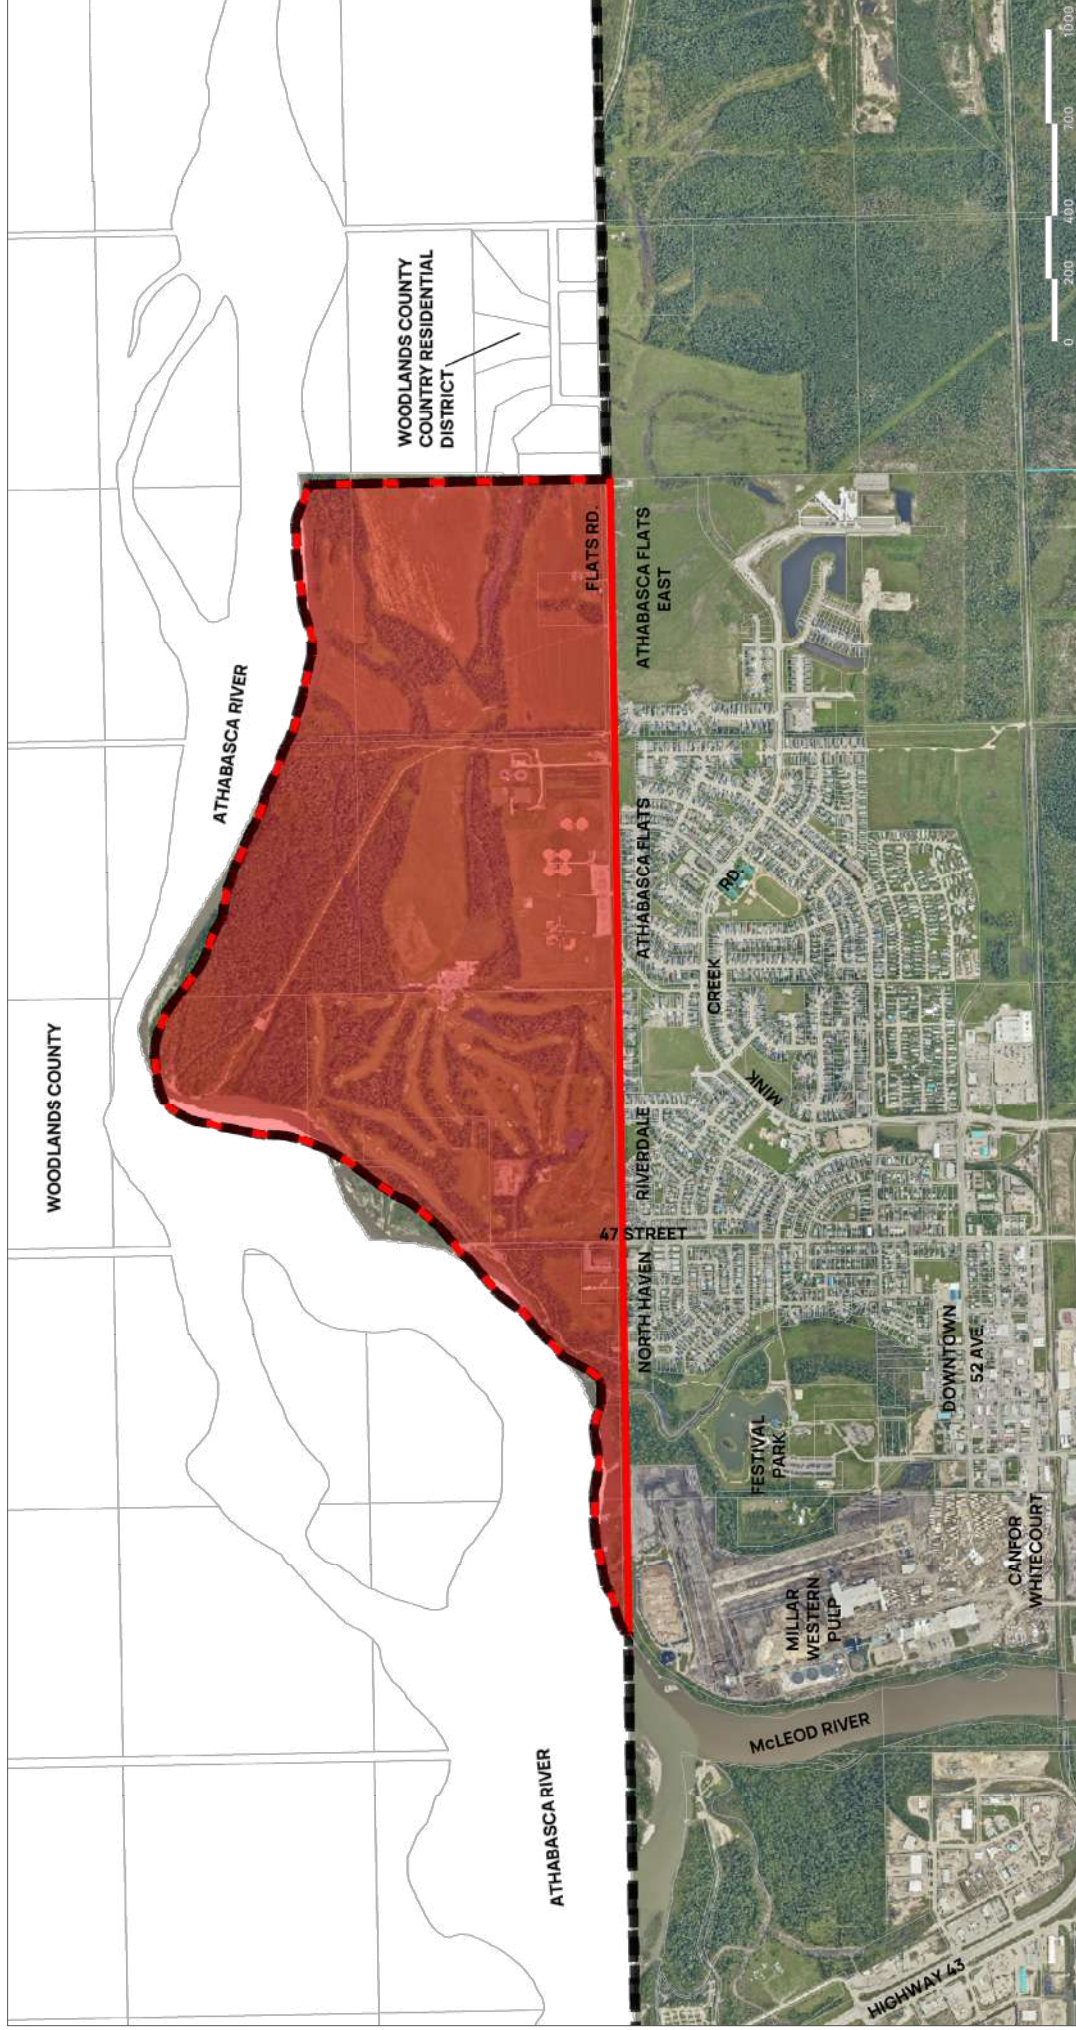 WOODLANDS COUNTY
ATHABASCA RIVER
WOODLANDS COUNTY
COUNTRY RESIDENTIAL
DISTRICT
ATHABASCA RIVER
FLATS RD.
ATHABASCA FLATS
EAST
ATHABASCA FLATS
RIVERDALE
47 STREET
NORTH HAVEN
MINK
CREEK
RD.
FESTIVAL
PARK
DOWNTOWN
52 AVE.
MILLAR
WESTERN
PULP
CANFOR
WHITECOURT
McLEOD RIVER
HIGHWAY 43
0 200 400 700 1000